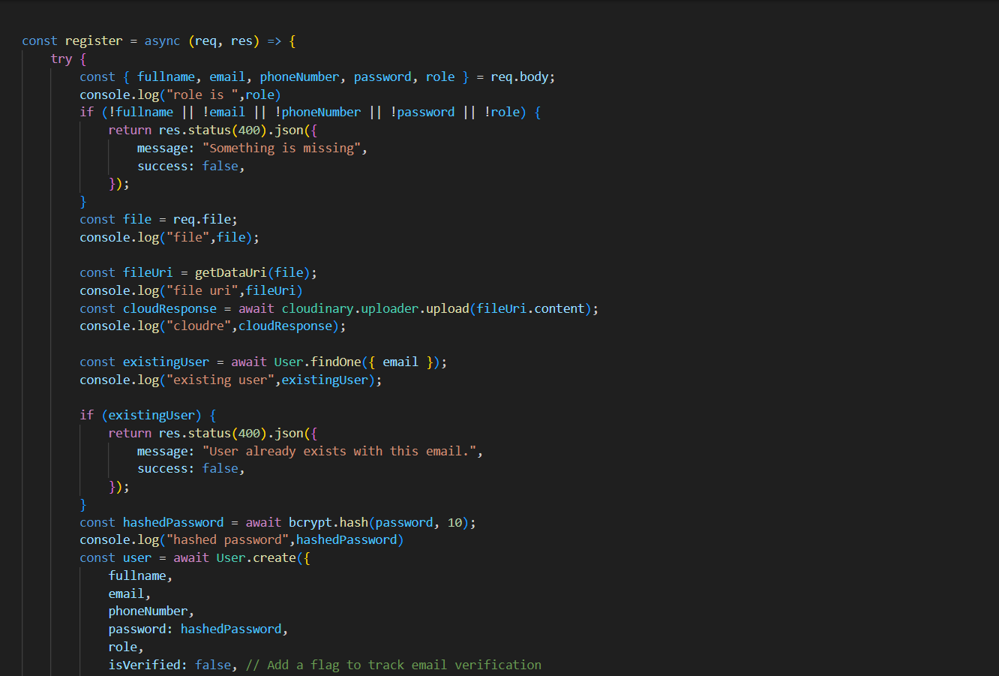 const register = async (req, res) => {
    try {
        const { fullname, email, phoneNumber, password, role } = req.body;
        console.log("role is ",role)
        if (!fullname || !email || !phoneNumber || !password || !role) {
            return res.status(400).json({
                message: "Something is missing",
                success: false,
            });
        }
        const file = req.file;
        console.log("file",file);

        const fileUri = getDataUri(file);
        console.log("file uri",fileUri)
        const cloudResponse = await cloudinary.uploader.upload(fileUri.content);
        console.log("cloudre",cloudResponse);

        const existingUser = await User.findOne({ email });
        console.log("existing user",existingUser);

        if (existingUser) {
            return res.status(400).json({
                message: "User already exists with this email.",
                success: false,
            });
        }
        const hashedPassword = await bcrypt.hash(password, 10);
        console.log("hashed password",hashedPassword)
        const user = await User.create({
            fullname,
            email,
            phoneNumber,
            password: hashedPassword,
            role,
            isVerified: false, // Add a flag to track email verification